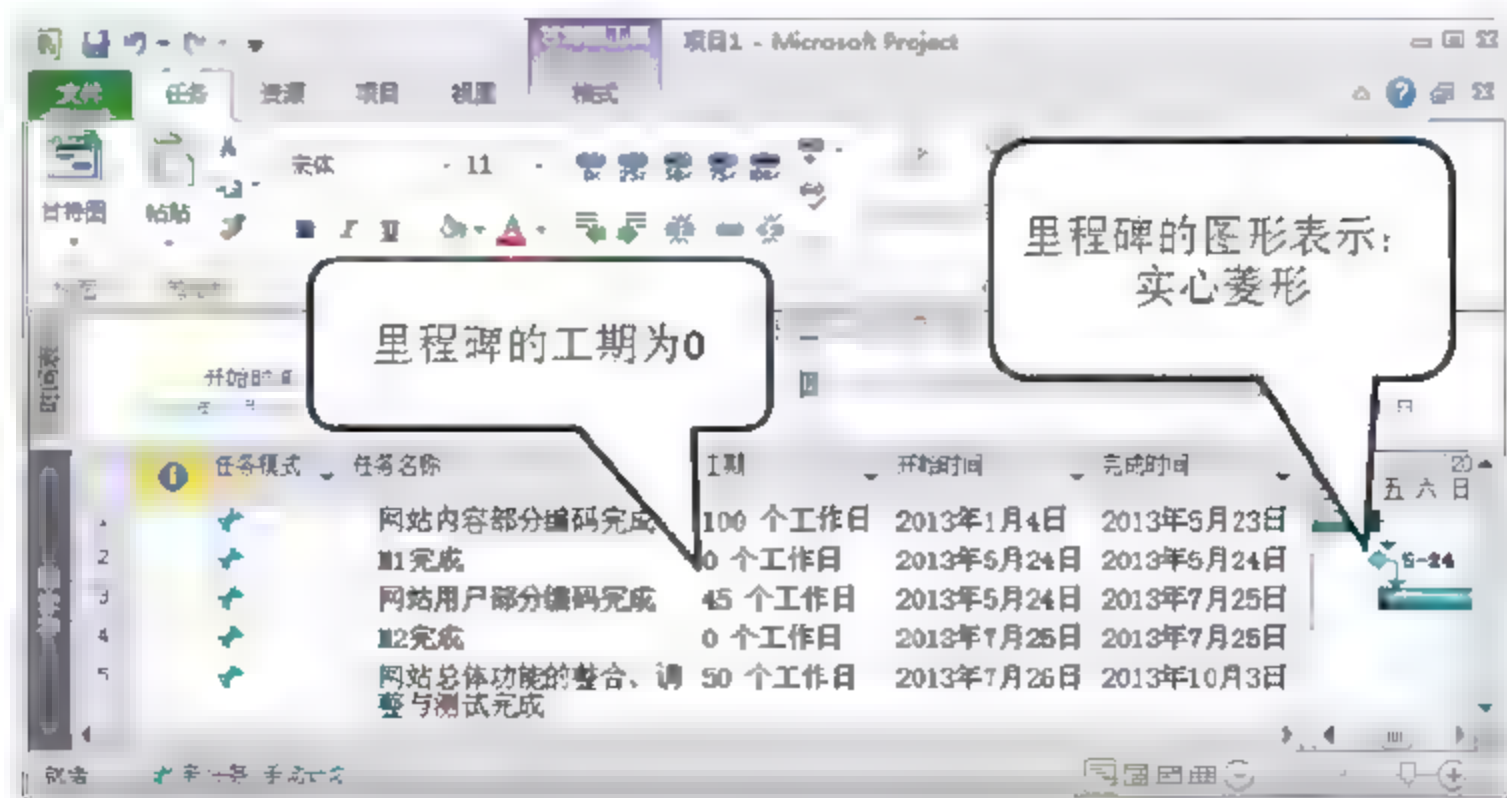 项目1 - Microsoft Project
文件 任务 资源 项目 视图 格式
宋体 11
甘特图 粘贴
里程碑的图形表示:
实心菱形
里程碑的工期为0
时间表
开始时间
日
任务模式 任务名称 工期 开始时间 完成时间 20
五 六 日
网站内容部分编码完成 100 个工作日 2013年1月4日 2013年5月23日
2 M1完成 0 个工作日 2013年5月24日 2013年5月24日 5-24
3 网站用户部分编码完成 45 个工作日 2013年5月24日 2013年7月25日
4 M2完成 0 个工作日 2013年7月25日 2013年7月25日
5 网站总体功能的整合、调 50 个工作日 2013年7月26日 2013年10月3日
整与测试完成
就绪